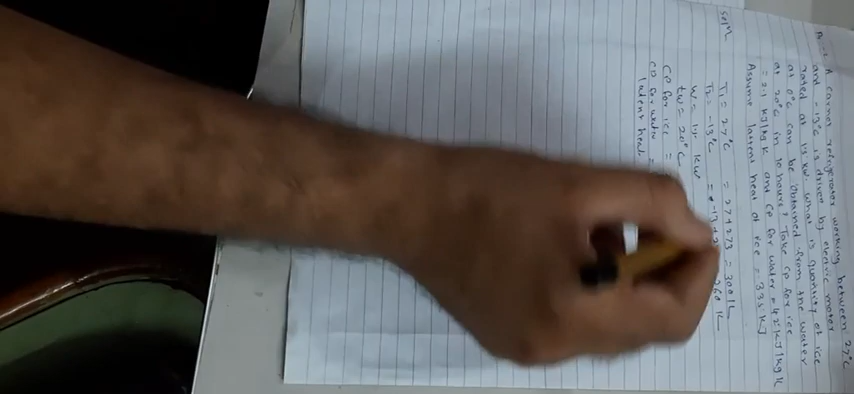 A carnot refrigerator working between 27°C
and -13°C is driven by electric motor
rated at 1.5 kW. what is quantity of ice
at 0°C can be obtained from the water
at 20°C in 10 hours? Take cp for ice
= 2.1 kJ/kg K and cp for water = 4.2 kJ/kg K
Assume latent heat of ice = 335 kJ
Soln
T1 = 27°C = 27+273 = 300 K
T2 = -13°C = -13+2 260 K
W = kW
tw = 20°C
cp for ice =
cp for water =
latent heat